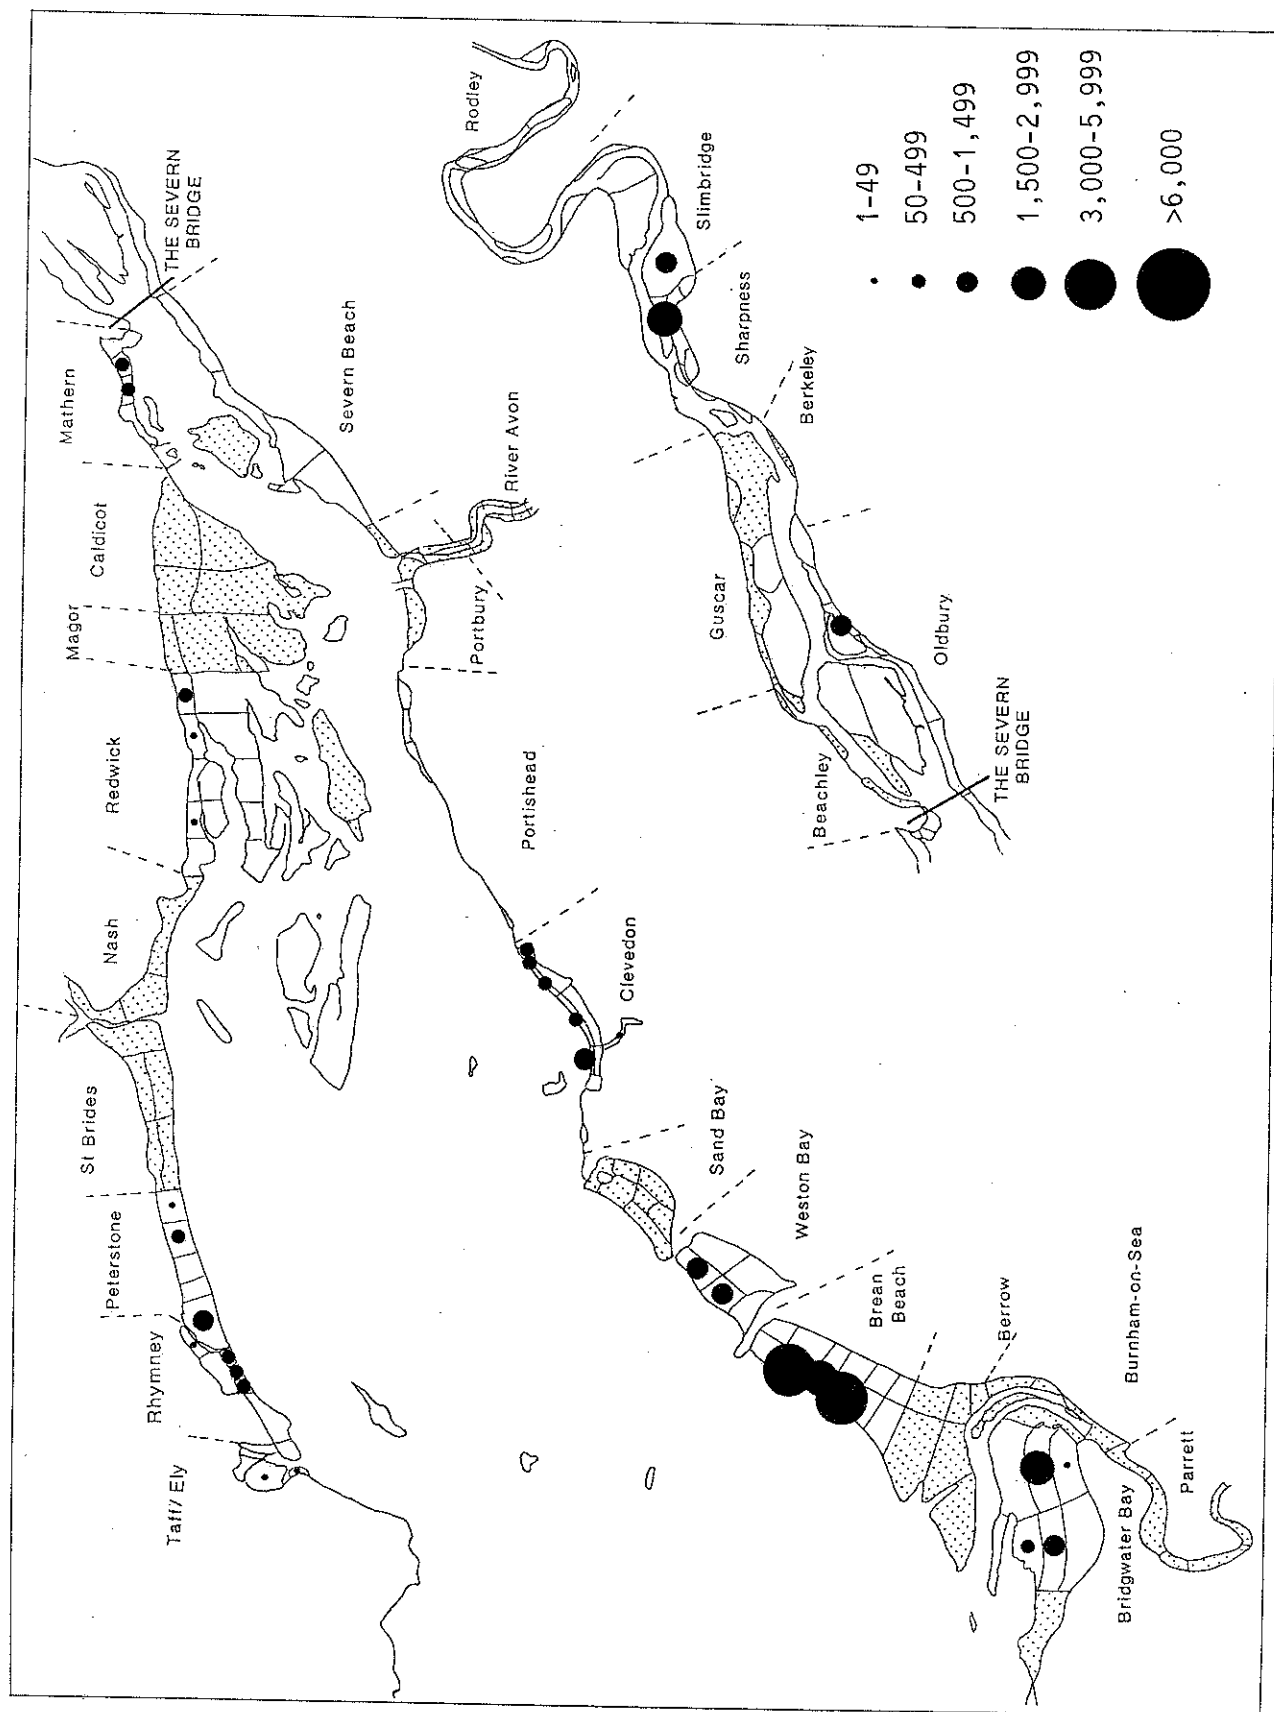 Taff/ Ely
Rhymney
Peterstone
St Brides
Nash
Redwick
Magor
Caldicot
Mathern
THE SEVERN
BRIDGE
Severn Beach
River Avon
Portbury
Portishead
Clevedon
Sand Bay
Weston Bay
Brean
Beach
Berrow
Burnham-on-Sea
Parrett
Bridgwater Bay
Rodley
Slimbridge
Sharpness
Berkeley
Guscar
Oldbury
Beachley
THE SEVERN
BRIDGE
1-49
50-499
500-1,499
1,500-2,999
3,000-5,999
>6,000